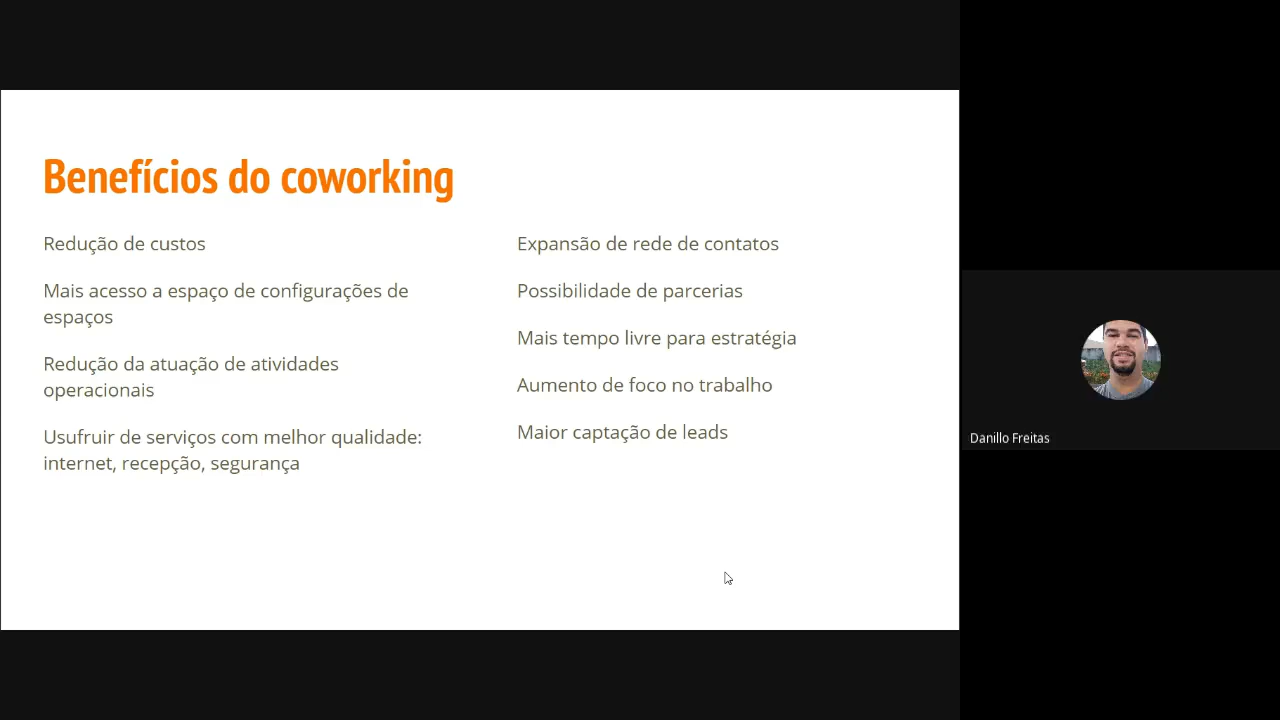 Benefícios do coworking
Redução de custos
Mais acesso a espaço de configurações de
espaços
Redução da atuação de atividades
operacionais
Usufruir de serviços com melhor qualidade:
internet, recepção, segurança
Expansão de rede de contatos
Possibilidade de parcerias
Mais tempo livre para estratégia
Aumento de foco no trabalho
Maior captação de leads
Danillo Freitas